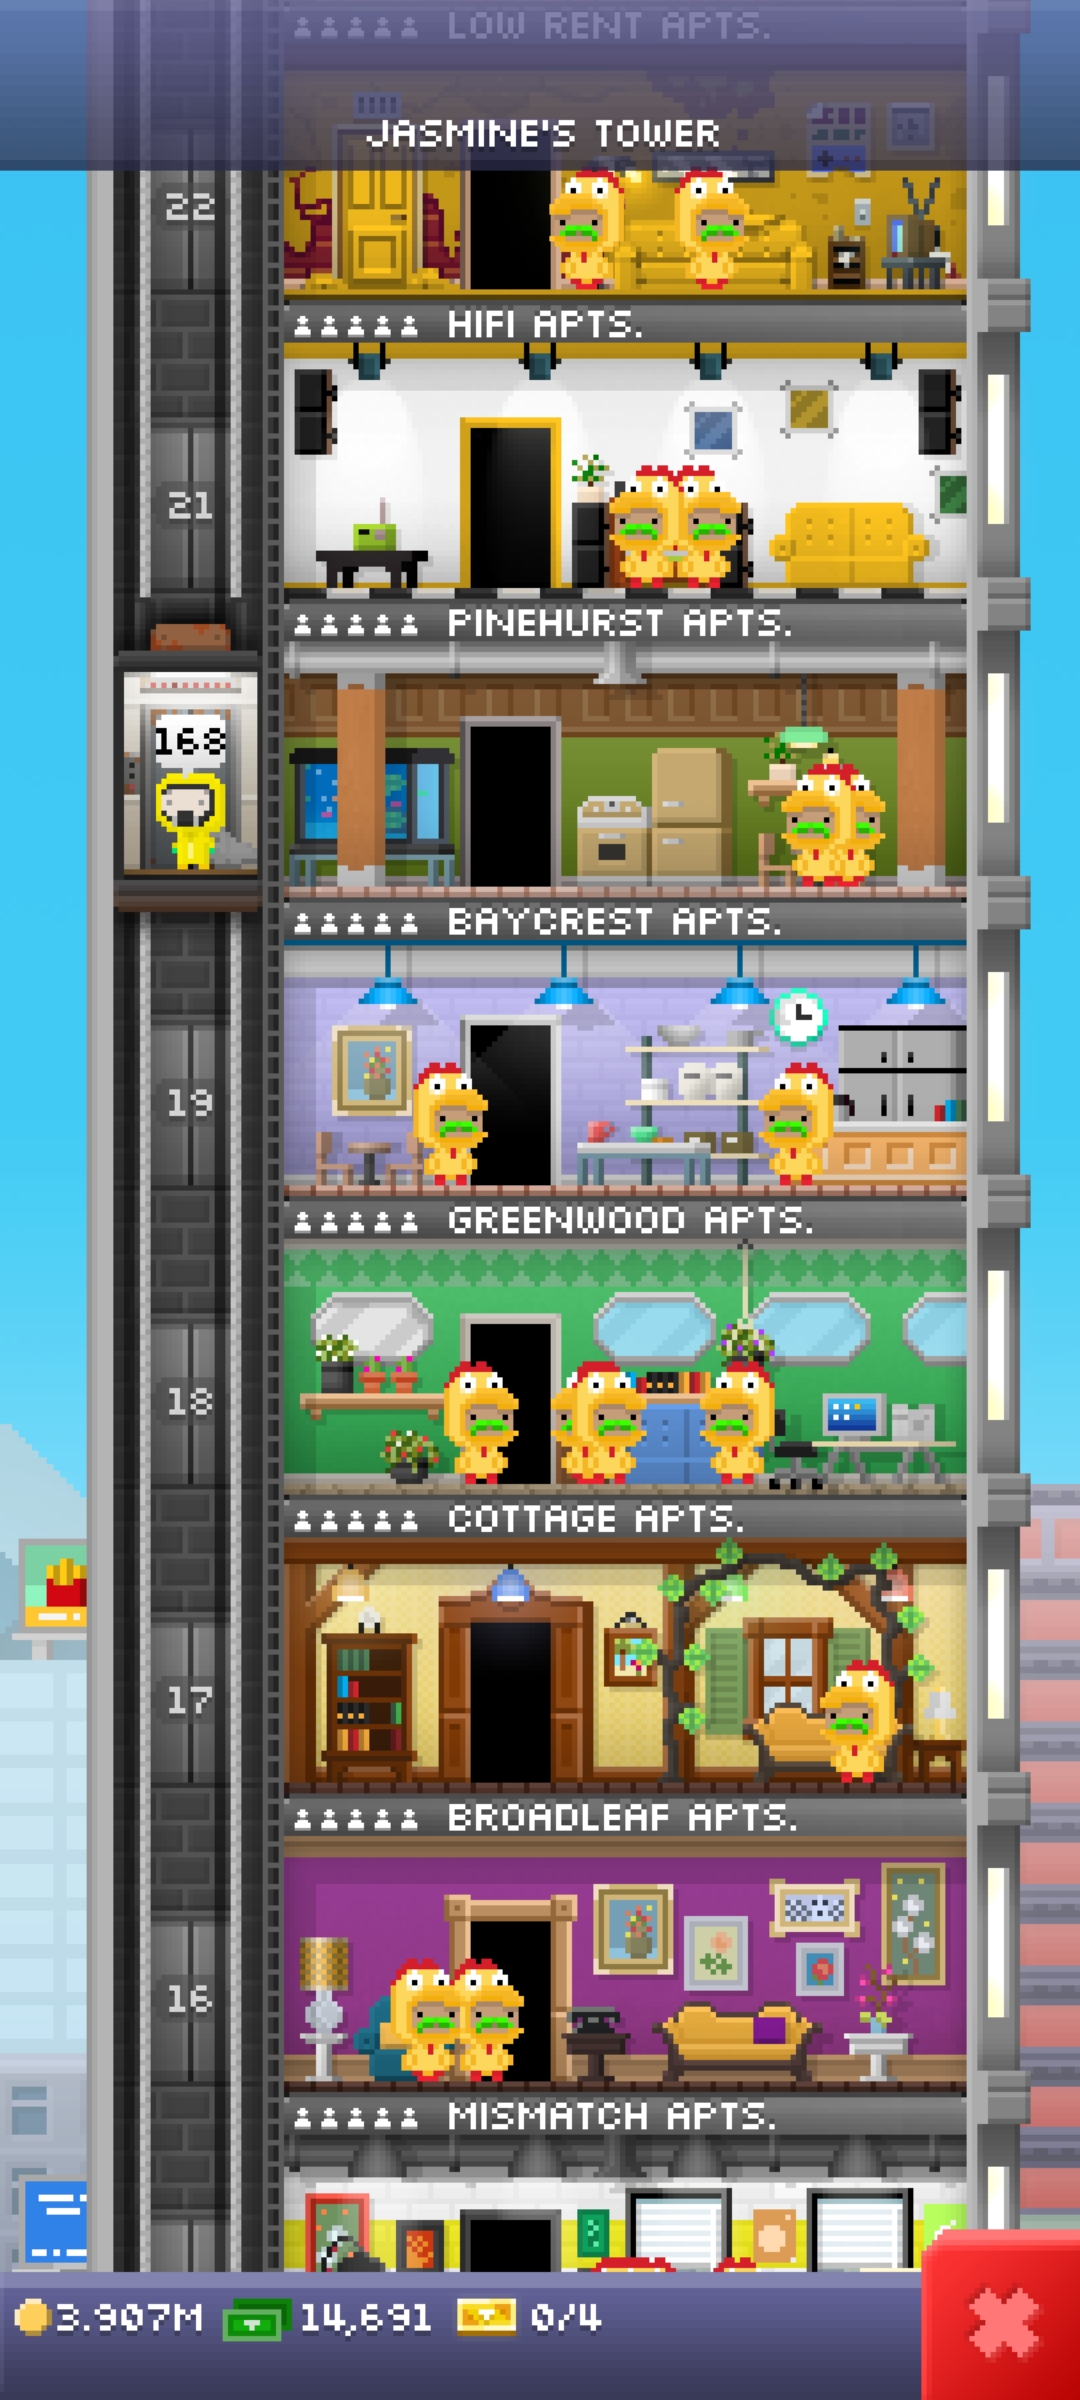 LOW RENT APTS.
JASMINE'S TOWER
22
HIFI APTS.
21
PINEHURST APTS.
168
BAYCREST APTS.
19
GREENWOOD APTS.
18
COTTAGE APTS.
17
BROADLEAF APTS.
16
MISMATCH APTS.
3.907M 14,691 0/4